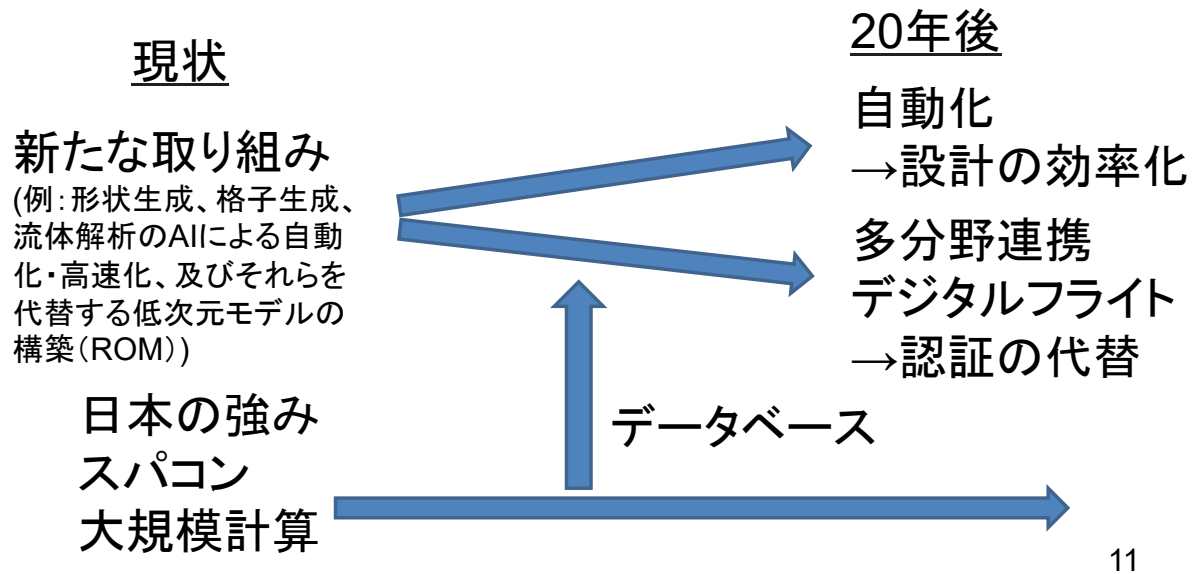 現状
新たな取り組み
(例：形状生成、格子生成、
流体解析のAIによる自動
化・高速化、及びそれらを
代替する低次元モデルの
構築（ROM）)
日本の強み
スパコン
大規模計算
データベース
20年後
自動化
→設計の効率化
多分野連携
デジタルフライト
→認証の代替
11